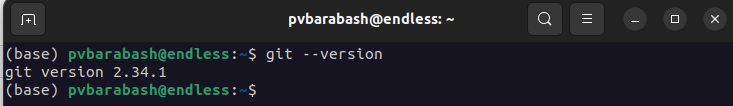 pvbarabash@endless: ~
(base) pvbarabash@endless:~$ git --version
git version 2.34.1
(base) pvbarabash@endless:~$